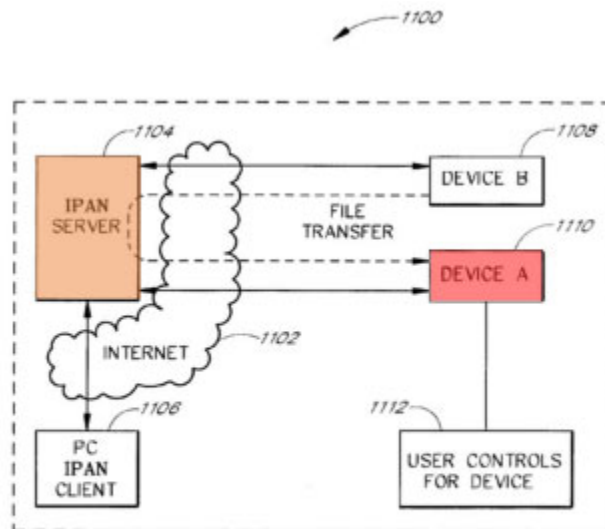 1100
1104
1108
IPAN
SERVER
DEVICE B
FILE
TRANSFER
1110
DEVICE A
INTERNET
1102
1106
1112
PC
IPAN
CLIENT
USER CONTROLS
FOR DEVICE